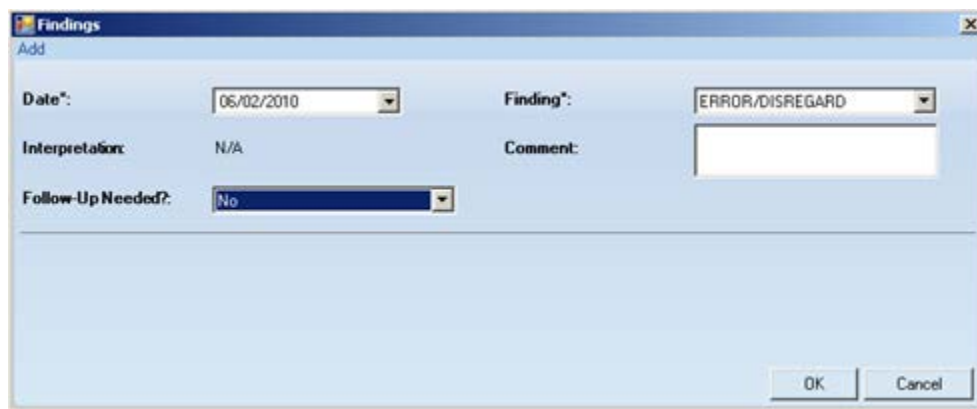 Findings
Add
Date*: 06/02/2010 Finding*: ERROR/DISREGARD
Interpretation: N/A Comment:
Follow-Up Needed?: No
OK Cancel